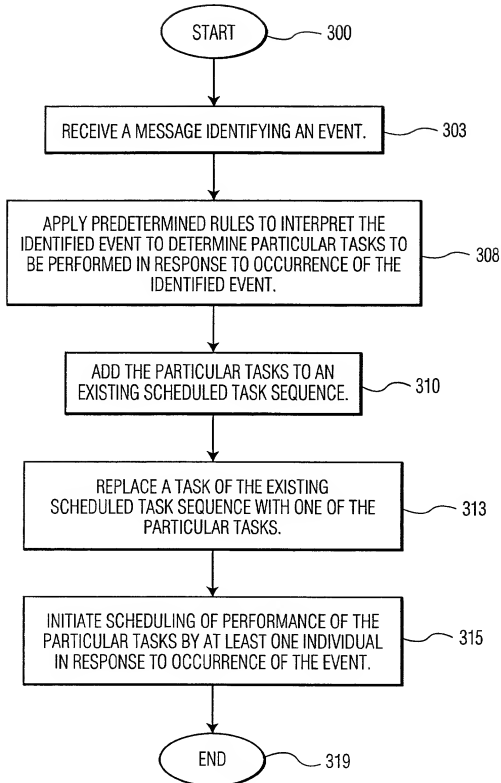 START
300
RECEIVE A MESSAGE IDENTIFYING AN EVENT.
303
APPLY PREDETERMINED RULES TO INTERPRET THE
IDENTIFIED EVENT TO DETERMINE PARTICULAR TASKS TO
BE PERFORMED IN RESPONSE TO OCCURRENCE OF THE
IDENTIFIED EVENT.
308
ADD THE PARTICULAR TASKS TO AN
EXISTING SCHEDULED TASK SEQUENCE.
310
REPLACE A TASK OF THE EXISTING
SCHEDULED TASK SEQUENCE WITH ONE OF THE
PARTICULAR TASKS.
313
INITIATE SCHEDULING OF PERFORMANCE OF THE
PARTICULAR TASKS BY AT LEAST ONE INDIVIDUAL
IN RESPONSE TO OCCURRENCE OF THE EVENT.
315
END
319